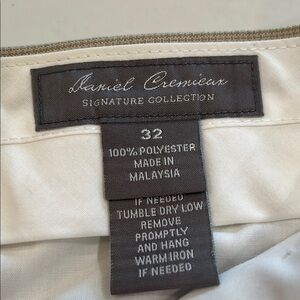 Daniel Cremieux
SIGNATURE COLLECTION
32
100% POLYESTER
MADE IN
MALAYSIA
IF NEEDED
TUMBLE DRY LOW
REMOVE
PROMPTLY
AND HANG
WARM IRON
IF NEEDED